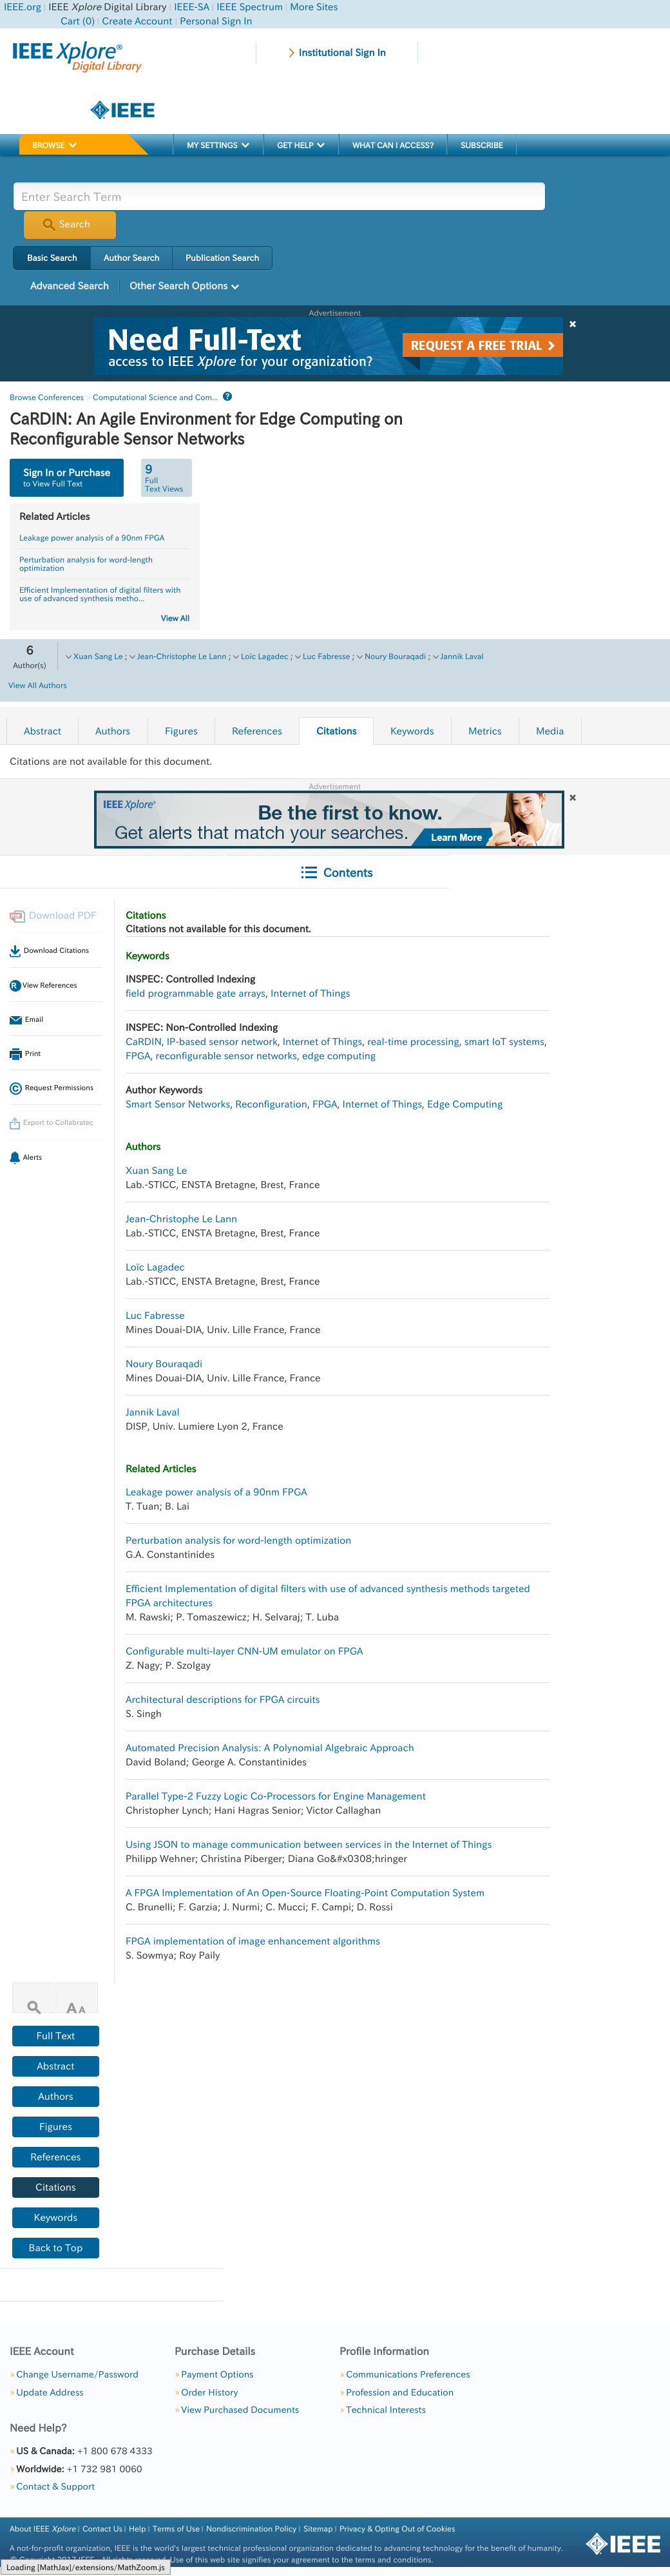 IEEE.org | IEEE Xplore Digital Library | IEEE-SA | IEEE Spectrum | More Sites
Cart (0) | Create Account | Personal Sign In
IEEE Xplore®
Digital Library
Institutional Sign In
IEEE
BROWSE
MY SETTINGS
GET HELP
WHAT CAN I ACCESS?
SUBSCRIBE
Enter Search Term
Search
Basic Search
Author Search
Publication Search
Advanced Search
Other Search Options
Advertisement
Need Full-Text
access to IEEE Xplore for your organization?
REQUEST A FREE TRIAL >
Browse Conferences > Computational Science and Com... ?
CaRDIN: An Agile Environment for Edge Computing on
Reconfigurable Sensor Networks
Sign In or Purchase
to View Full Text
9
Full
Text Views
Related Articles
Leakage power analysis of a 90nm FPGA
Perturbation analysis for word-length
optimization
Efficient Implementation of digital filters with
use of advanced synthesis metho...
View All
6
Author(s)
Xuan Sang Le ; Jean-Christophe Le Lann ; Loïc Lagadec ; Luc Fabresse ; Noury Bouraqadi ; Jannik Laval
View All Authors
Abstract
Authors
Figures
References
Citations
Keywords
Metrics
Media
Citations are not available for this document.
Advertisement
IEEE Xplore®
Be the first to know.
Get alerts that match your searches.
Learn More
Contents
Download PDF
Download Citations
View References
Email
Print
Request Permissions
Export to Collabratec
Alerts
Citations
Citations not available for this document.
Keywords
INSPEC: Controlled Indexing
field programmable gate arrays, Internet of Things
INSPEC: Non-Controlled Indexing
CaRDIN, IP-based sensor network, Internet of Things, real-time processing, smart IoT systems,
FPGA, reconfigurable sensor networks, edge computing
Author Keywords
Smart Sensor Networks, Reconfiguration, FPGA, Internet of Things, Edge Computing
Authors
Xuan Sang Le
Lab.-STICC, ENSTA Bretagne, Brest, France
Jean-Christophe Le Lann
Lab.-STICC, ENSTA Bretagne, Brest, France
Loïc Lagadec
Lab.-STICC, ENSTA Bretagne, Brest, France
Luc Fabresse
Mines Douai-DIA, Univ. Lille France, France
Noury Bouraqadi
Mines Douai-DIA, Univ. Lille France, France
Jannik Laval
DISP, Univ. Lumiere Lyon 2, France
Related Articles
Leakage power analysis of a 90nm FPGA
T. Tuan; B. Lai
Perturbation analysis for word-length optimization
G.A. Constantinides
Efficient Implementation of digital filters with use of advanced synthesis methods targeted
FPGA architectures
M. Rawski; P. Tomaszewicz; H. Selvaraj; T. Luba
Configurable multi-layer CNN-UM emulator on FPGA
Z. Nagy; P. Szolgay
Architectural descriptions for FPGA circuits
S. Singh
Automated Precision Analysis: A Polynomial Algebraic Approach
David Boland; George A. Constantinides
Parallel Type-2 Fuzzy Logic Co-Processors for Engine Management
Christopher Lynch; Hani Hagras Senior; Victor Callaghan
Using JSON to manage communication between services in the Internet of Things
Philipp Wehner; Christina Piberger; Diana Go&#x0308;hringer
A FPGA Implementation of An Open-Source Floating-Point Computation System
C. Brunelli; F. Garzia; J. Nurmi; C. Mucci; F. Campi; D. Rossi
FPGA implementation of image enhancement algorithms
S. Sowmya; Roy Paily
A A
Full Text
Abstract
Authors
Figures
References
Citations
Keywords
Back to Top
IEEE Account
» Change Username/Password
» Update Address
Purchase Details
» Payment Options
» Order History
» View Purchased Documents
Profile Information
» Communications Preferences
» Profession and Education
» Technical Interests
Need Help?
» US & Canada: +1 800 678 4333
» Worldwide: +1 732 981 0060
» Contact & Support
About IEEE Xplore | Contact Us | Help | Terms of Use | Nondiscrimination Policy | Sitemap | Privacy & Opting Out of Cookies
A not-for-profit organization, IEEE is the world's largest technical professional organization dedicated to advancing technology for the benefit of humanity.
© Copyright 2017 IEEE - All rights reserved. Use of this web site signifies your agreement to the terms and conditions.
IEEE
Loading [MathJax]/extensions/MathZoom.js